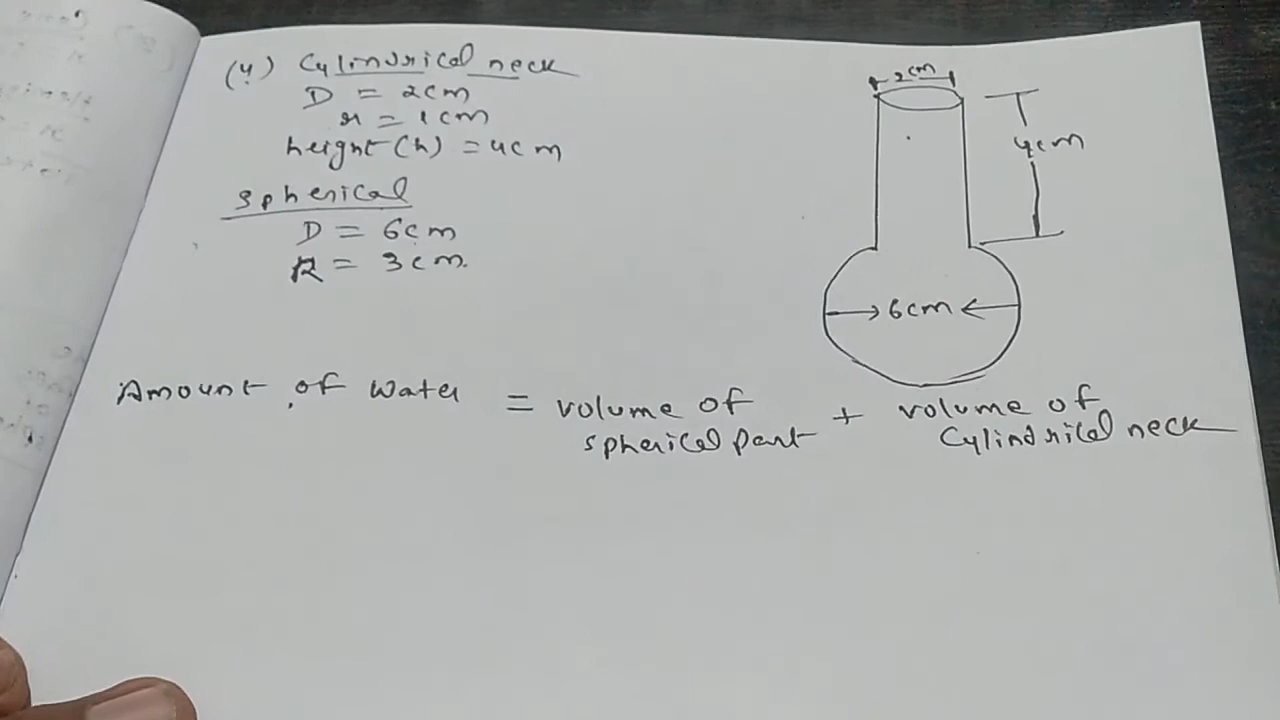 (4) Cylindrical neck
D = 2cm
r = 1cm
height (h) = 4cm
Spherical
D = 6cm
R = 3cm.
2cm
4cm
6cm
Amount of Water = volume of spherical part + volume of Cylindrical neck